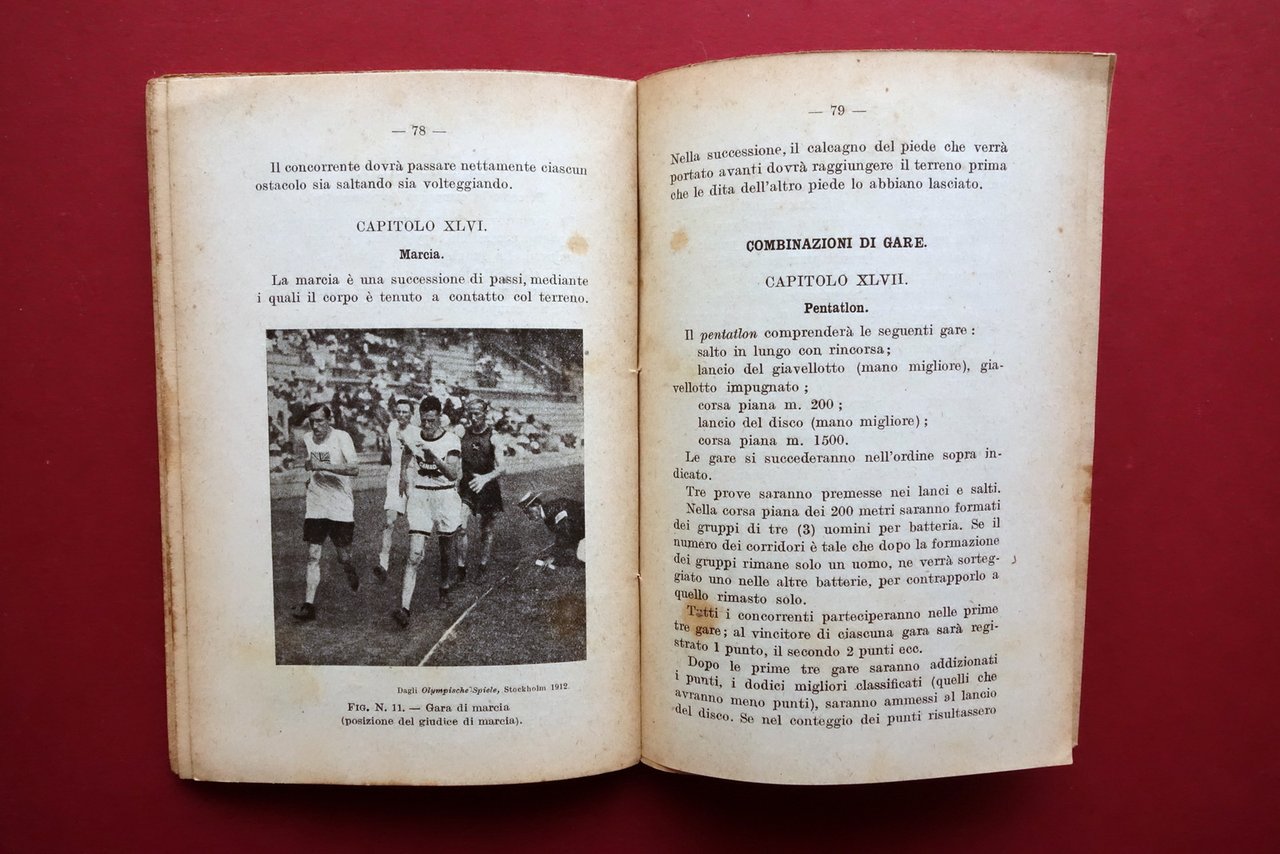 — 78 —
Il concorrente dovrà passare nettamente ciascun
ostacolo sia saltando sia volteggiando.
CAPITOLO XLVI.
Marcia.
La marcia è una successione di passi, mediante
i quali il corpo è tenuto a contatto col terreno.
Dagli Olympische Spiele, Stockholm 1912.
FIG. N. 11. — Gara di marcia
(posizione del giudice di marcia).
— 79 —
Nella successione, il calcagno del piede che verrà
portato avanti dovrà raggiungere il terreno prima
che le dita dell'altro piede lo abbiano lasciato.
COMBINAZIONI DI GARE.
CAPITOLO XLVII.
Pentatlon.
Il pentatlon comprenderà le seguenti gare :
salto in lungo con rincorsa ;
lancio del giavellotto (mano migliore), gia-
vellotto impugnato ;
corsa piana m. 200 ;
lancio del disco (mano migliore) ;
corsa piana m. 1500.
Le gare si succederanno nell'ordine sopra in-
dicato.
Tre prove saranno premesse nei lanci e salti.
Nella corsa piana dei 200 metri saranno formati
dei gruppi di tre (3) uomini per batteria. Se il
numero dei corridori è tale che dopo la formazione
dei gruppi rimane solo un uomo, ne verrà sorteg-
giato uno nelle altre batterie, per contrapporlo a
quello rimasto solo.
Tutti i concorrenti parteciperanno nelle prime
tre gare ; al vincitore di ciascuna gara sarà regi-
strato 1 punto, il secondo 2 punti ecc.
Dopo le prime tre gare saranno addizionati
i punti, i dodici migliori classificati (quelli che
avranno meno punti), saranno ammessi al lancio
del disco. Se nel conteggio dei punti risultassero